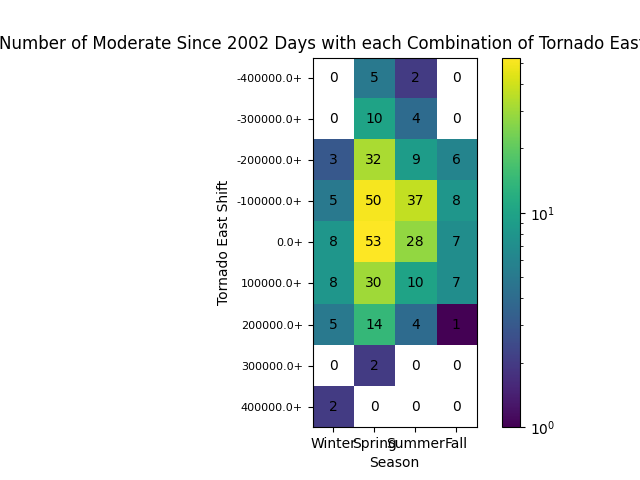 Number of Moderate Since 2002 Days with each Combination of Tornado East
-400000.0+ 0 5 2 0
-300000.0+ 0 10 4 0
-200000.0+ 3 32 9 6
-100000.0+ 5 50 37 8
0.0+ 8 53 28 7
100000.0+ 8 30 10 7
200000.0+ 5 14 4 1
300000.0+ 0 2 0 0
400000.0+ 2 0 0 0
Winter Spring Summer Fall
Season
Tornado East Shift
10¹
10⁰